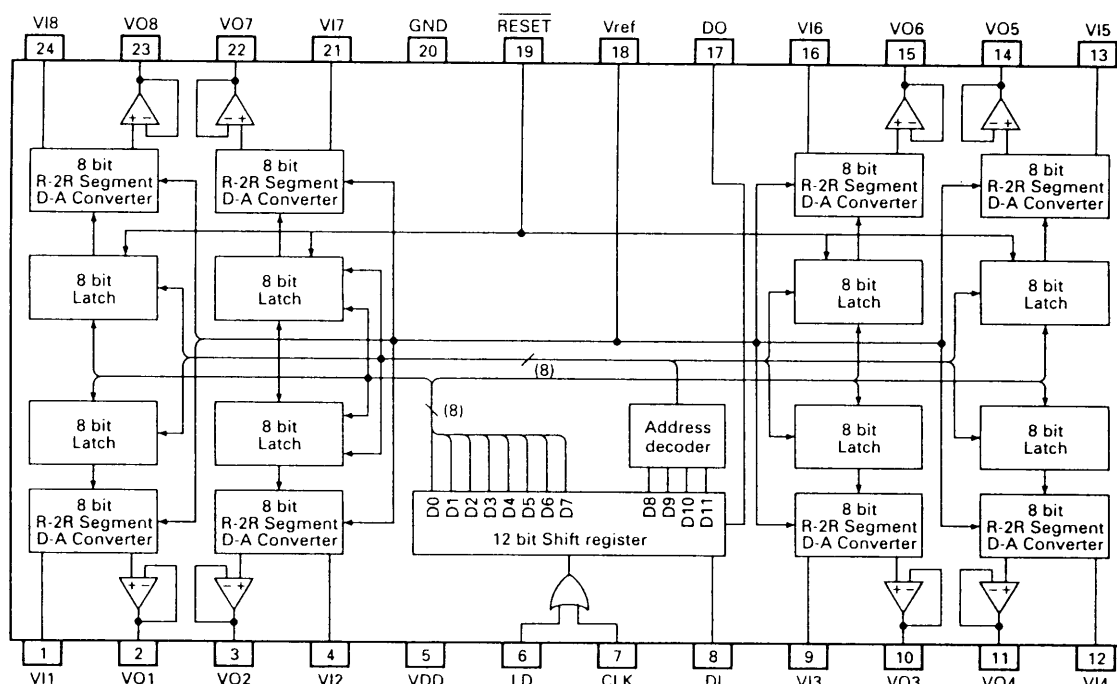 VI8 VO8 VO7 VI7 GND RESET Vref DO VI6 VO6 VO5 VI5
24 23 22 21 20 19 18 17 16 15 14 13
+ - + - + - + -
8 bit
R-2R Segment
D-A Converter
8 bit
R-2R Segment
D-A Converter
8 bit
R-2R Segment
D-A Converter
8 bit
R-2R Segment
D-A Converter
8 bit
Latch
8 bit
Latch
8 bit
Latch
8 bit
Latch
(8)
(8)
8 bit
Latch
8 bit
Latch
Address
decoder
8 bit
Latch
8 bit
Latch
D0 D1 D2 D3 D4 D5 D6 D7 D8 D9 D10 D11
12 bit Shift register
8 bit
R-2R Segment
D-A Converter
8 bit
R-2R Segment
D-A Converter
8 bit
R-2R Segment
D-A Converter
8 bit
R-2R Segment
D-A Converter
+ - - + + - - +
1 2 3 4 5 6 7 8 9 10 11 12
VI1 VO1 VO2 VI2 VDD LD CLK DI VI3 VO3 VO4 VI4